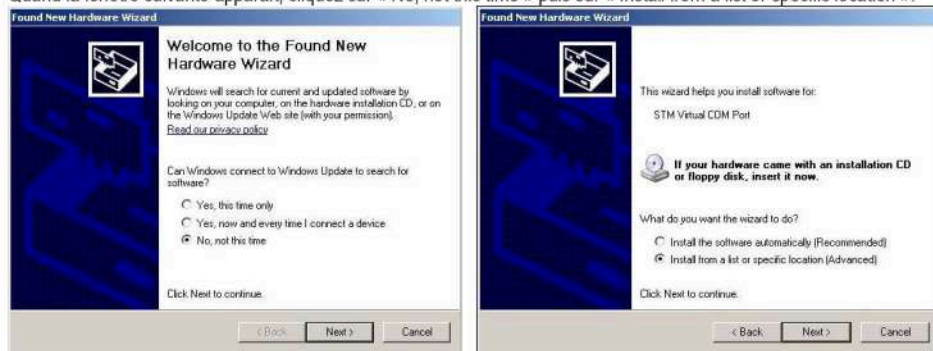 Quand la fenêtre suivante apparaît, cliquez sur « No, not this time » puis sur « Install from a list or specific location ».
Found New Hardware Wizard
Welcome to the Found New
Hardware Wizard
Windows will search for current and updated software by
looking on your computer, on the hardware installation CD, or on
the Windows Update Web site (with your permission).
Read our privacy policy
Can Windows connect to Windows Update to search for
software?
Yes, this time only
Yes, now and every time I connect a device
No, not this time
Click Next to continue.
< Back Next > Cancel
Found New Hardware Wizard
This wizard helps you install software for:
STM Virtual COM Port
If your hardware came with an installation CD
or floppy disk, insert it now.
What do you want the wizard to do?
Install the software automatically (Recommended)
Install from a list or specific location (Advanced)
Click Next to continue.
< Back Next > Cancel